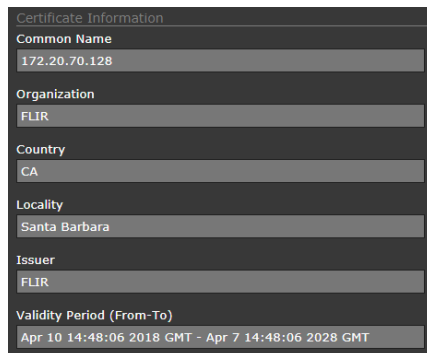 Certificate Information
Common Name
172.20.70.128
Organization
FLIR
Country
CA
Locality
Santa Barbara
Issuer
FLIR
Validity Period (From-To)
Apr 10 14:48:06 2018 GMT - Apr 7 14:48:06 2028 GMT